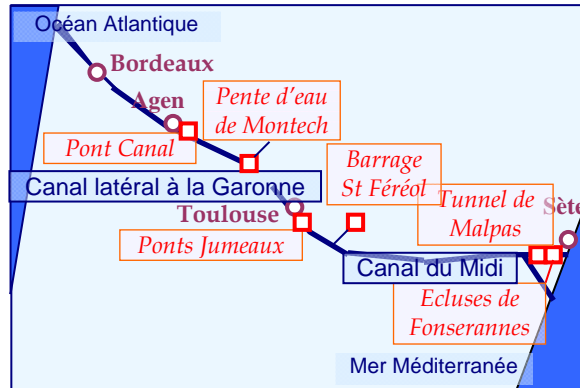 Océan Atlantique
Bordeaux
Agen
Pente d'eau
de Montech
Pont Canal
Barrage
St Féréol
Canal latéral à la Garonne
Tunnel de
Malpas
Sète
Toulouse
Ponts Jumeaux
Canal du Midi
Ecluses de
Fonserannes
Mer Méditerranée